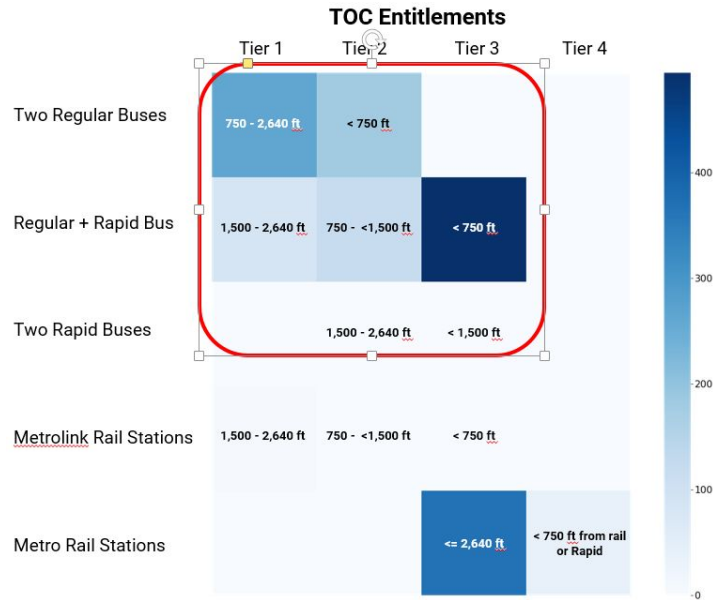 TOC Entitlements
Tier 1 Tier 2 Tier 3 Tier 4
Two Regular Buses 750 - 2,640 ft < 750 ft
400
Regular + Rapid Bus 1,500 - 2,640 ft 750 - <1,500 ft < 750 ft
300
Two Rapid Buses 1,500 - 2,640 ft < 1,500 ft
200
Metrolink Rail Stations 1,500 - 2,640 ft 750 - <1,500 ft < 750 ft
100
Metro Rail Stations <= 2,640 ft < 750 ft from rail
or Rapid
0